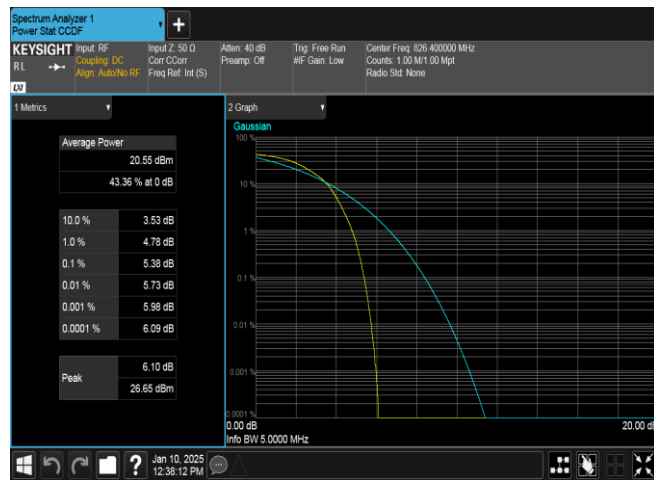 Spectrum Analyzer 1
Power Stat CCDF
KEYSIGHT Input: RF Input Z: 50 Ω Atten: 40 dB Trig: Free Run Center Freq: 826.400000 MHz
RL Coupling: DC Corr CCorr Preamp: Off #IF Gain: Low Counts: 1.00 M/1.00 Mpt
Align: Auto/No RF Freq Ref: Int (S) Radio Std: None
LXI
1 Metrics 2 Graph
Gaussian
Average Power
20.55 dBm
43.36 % at 0 dB
10.0 % 3.53 dB
1.0 % 4.78 dB
0.1 % 5.38 dB
0.01 % 5.73 dB
0.001 % 5.98 dB
0.0001 % 6.09 dB
Peak 6.10 dB
26.65 dBm
100 %
10 %
1 %
0.1 %
0.01 %
0.001 %
0.0001 %
0.00 dB 20.00 dB
Info BW 5.0000 MHz
Jan 10, 2025
12:38:12 PM